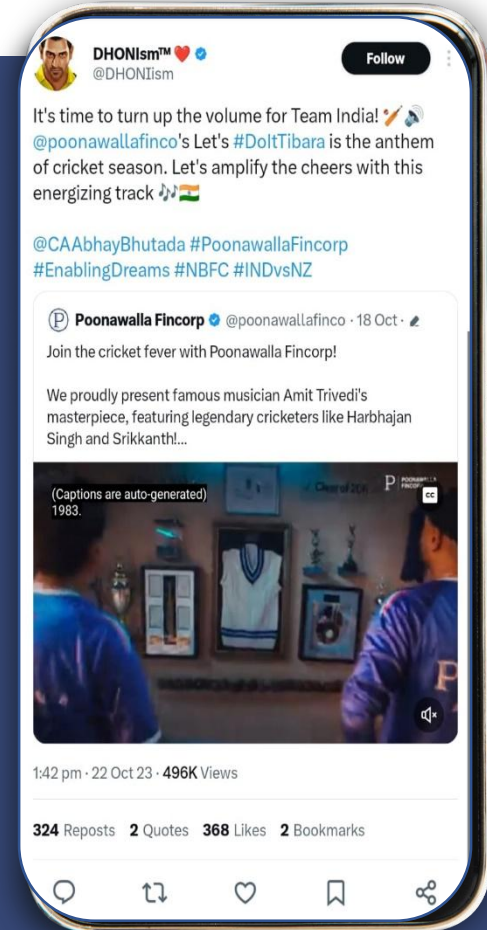 DHONIsm™ ❤️
Follow
@DHONIism
It's time to turn up the volume for Team India! 🏏 🔊
@poonawallafinco's Let's #DoItTibara is the anthem
of cricket season. Let's amplify the cheers with this
energizing track 🎶🇮🇳
@CAAbhayBhutada #PoonawallaFincorp
#EnablingDreams #NBFC #INDvsNZ
Poonawalla Fincorp @poonawallafinco · 18 Oct ·
Join the cricket fever with Poonawalla Fincorp!
We proudly present famous musician Amit Trivedi's
masterpiece, featuring legendary cricketers like Harbhajan
Singh and Srikkanth!...
(Captions are auto-generated)
1983.
CC
1:42 pm · 22 Oct 23 · 496K Views
324 Reposts 2 Quotes 368 Likes 2 Bookmarks